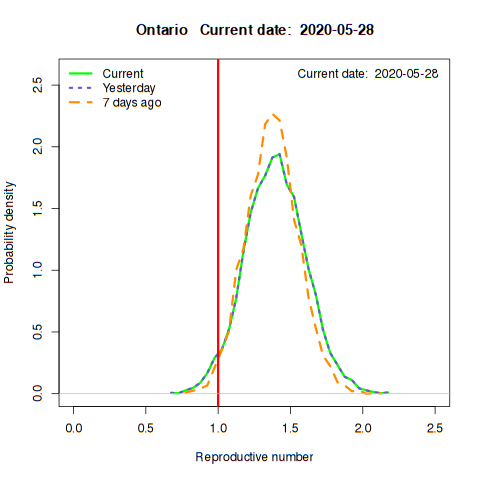 Ontario Current date: 2020-05-28
Current date: 2020-05-28
Current
Yesterday
7 days ago
Probability density
2.5
2.0
1.5
1.0
0.5
0.0
0.0 0.5 1.0 1.5 2.0 2.5
Reproductive number